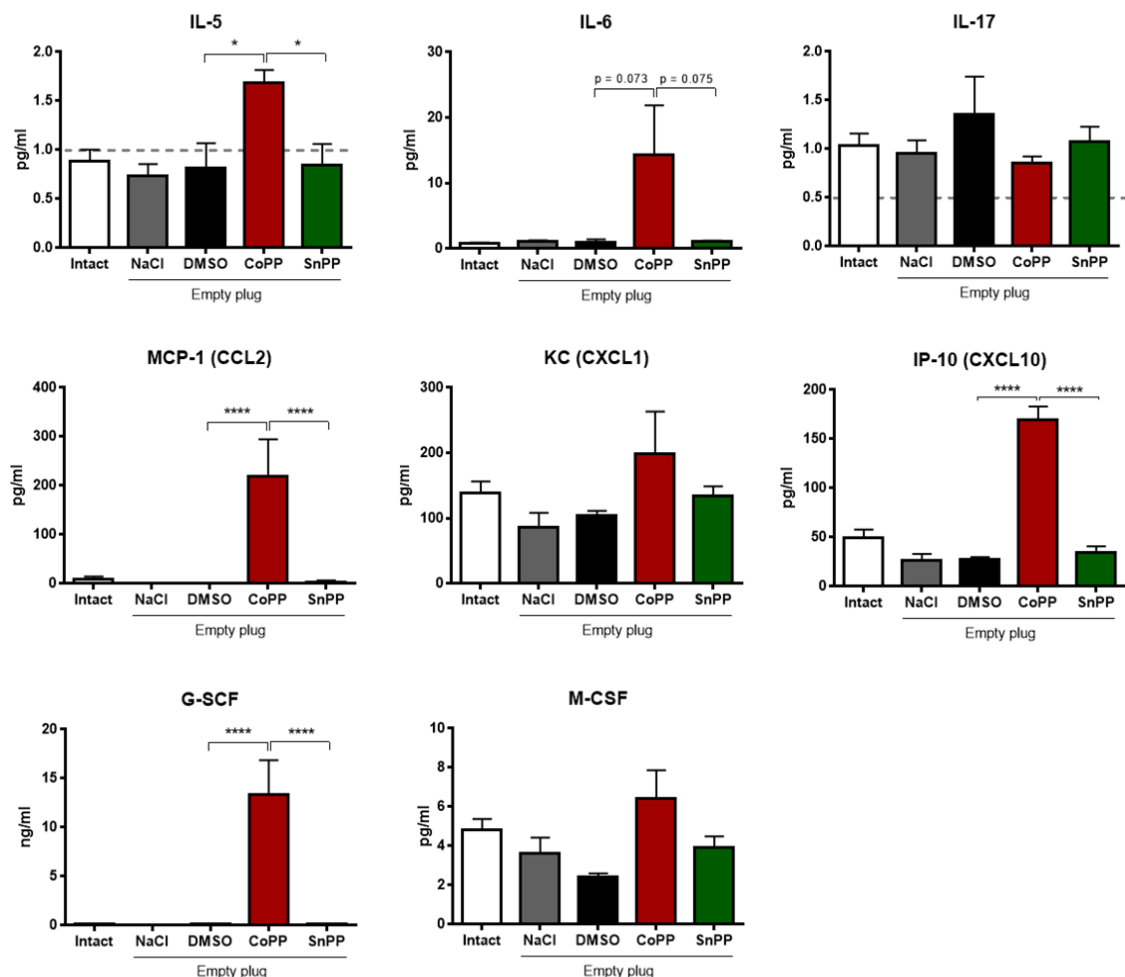 IL-5
* *
2.0
1.5
1.0
0.5
0.0
pg/ml
Intact NaCl DMSO CoPP SnPP
Empty plug
IL-6
p = 0.073 p = 0.075
30
20
10
0
pg/ml
Intact NaCl DMSO CoPP SnPP
Empty plug
IL-17
2.0
1.5
1.0
0.5
0.0
pg/ml
Intact NaCl DMSO CoPP SnPP
Empty plug
MCP-1 (CCL2)
**** ****
400
300
200
100
0
pg/ml
Intact NaCl DMSO CoPP SnPP
Empty plug
KC (CXCL1)
300
200
100
0
pg/ml
Intact NaCl DMSO CoPP SnPP
Empty plug
IP-10 (CXCL10)
**** ****
200
150
100
50
0
pg/ml
Intact NaCl DMSO CoPP SnPP
Empty plug
G-SCF
**** ****
20
15
10
5
0
ng/ml
Intact NaCl DMSO CoPP SnPP
Empty plug
M-CSF
10
8
6
4
2
0
pg/ml
Intact NaCl DMSO CoPP SnPP
Empty plug